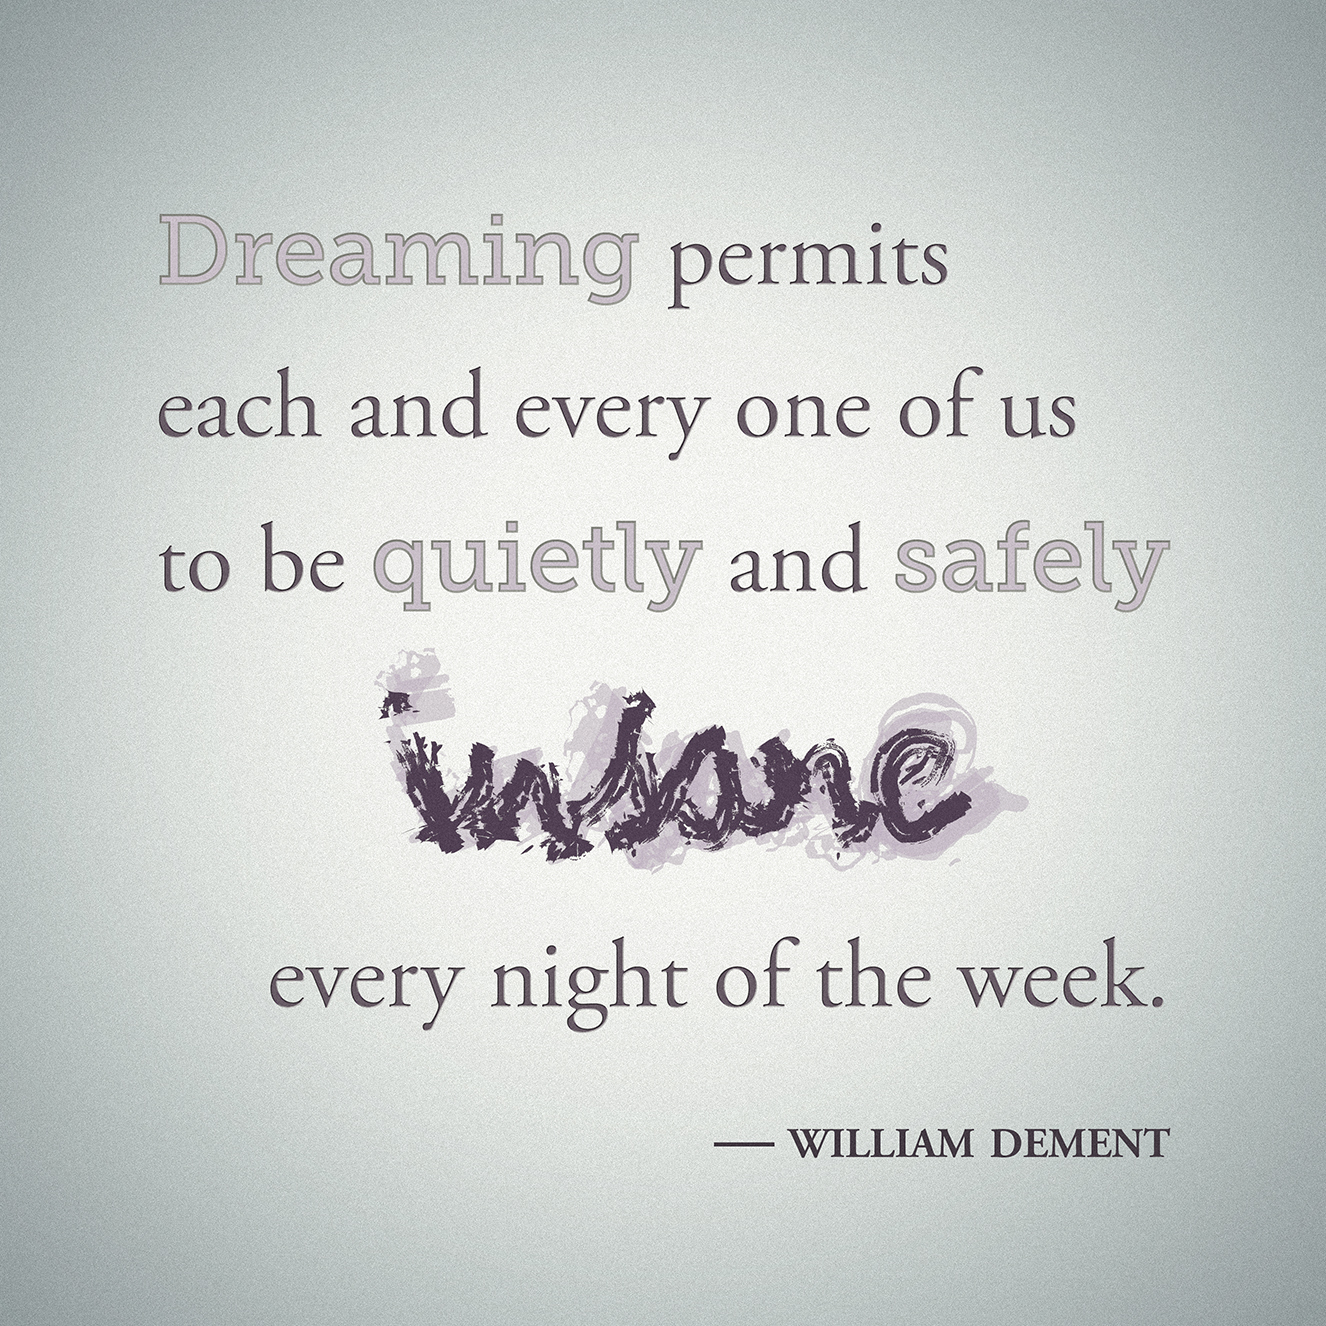 Dreaming permits
each and every one of us
to be quietly and safely
insane
every night of the week.
— WILLIAM DEMENT